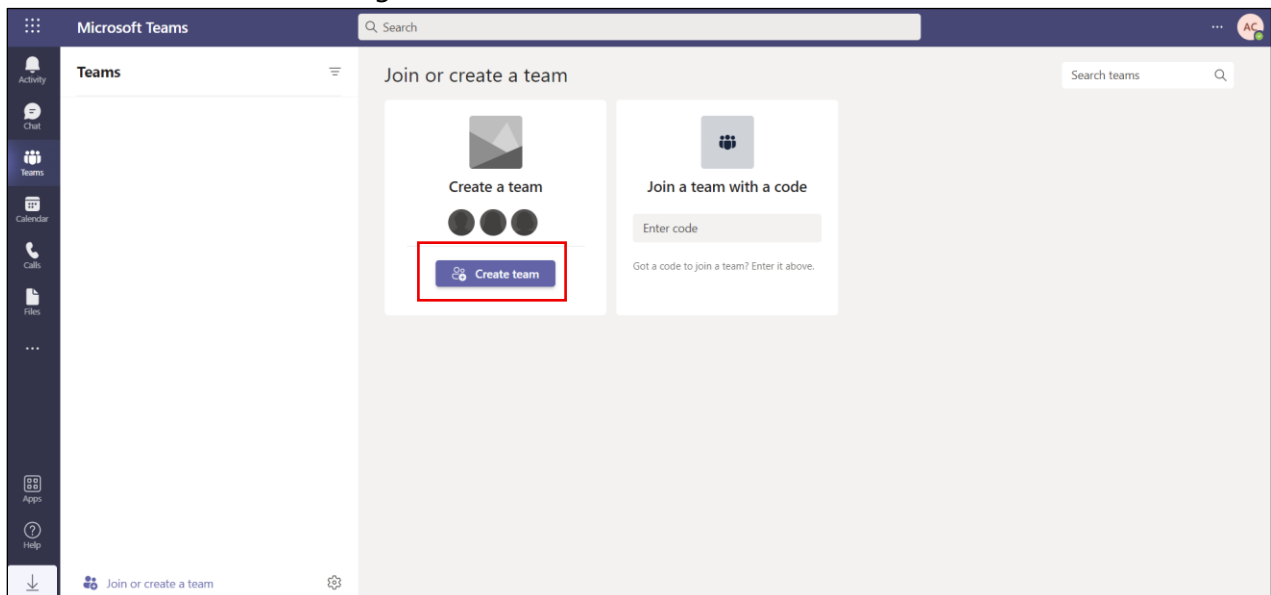 Microsoft Teams
Search
AC
Activity
Chat
Teams
Calendar
Calls
Files
Apps
Help
Teams
Join or create a team
Join or create a team
Search teams
Create a team
Create team
Join a team with a code
Enter code
Got a code to join a team? Enter it above.